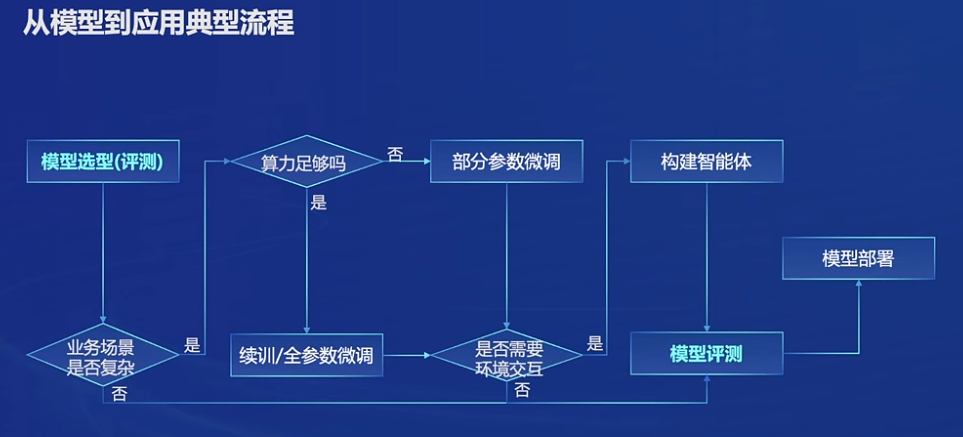 从模型到应用典型流程
模型选型(评测)
算力足够吗
否
部分参数微调
构建智能体
是
模型部署
业务场景
是否复杂
是
续训/全参数微调
是否需要
环境交互
是
模型评测
否
否